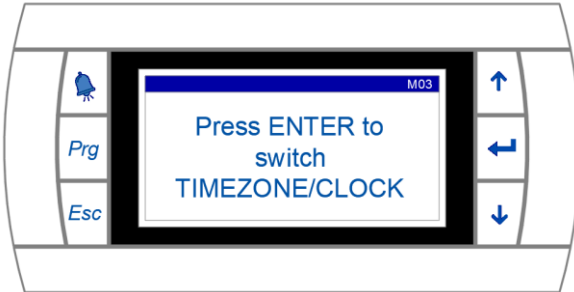 M03
Prg
Esc
Press ENTER to
switch
TIMEZONE/CLOCK